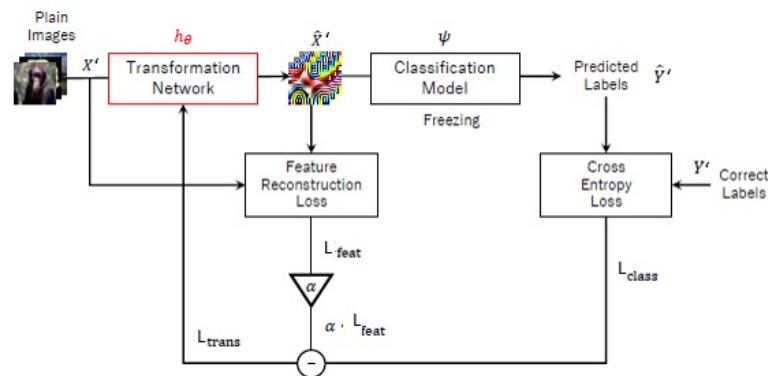 Plain
Images
X‘
h_θ
Transformation
Network
X̂‘
ψ
Classification
Model
Freezing
Predicted
Labels
Ŷ‘
Feature
Reconstruction
Loss
Cross
Entropy
Loss
Y‘
Correct
Labels
L_feat
α
α · L_feat
L_class
L_trans
−